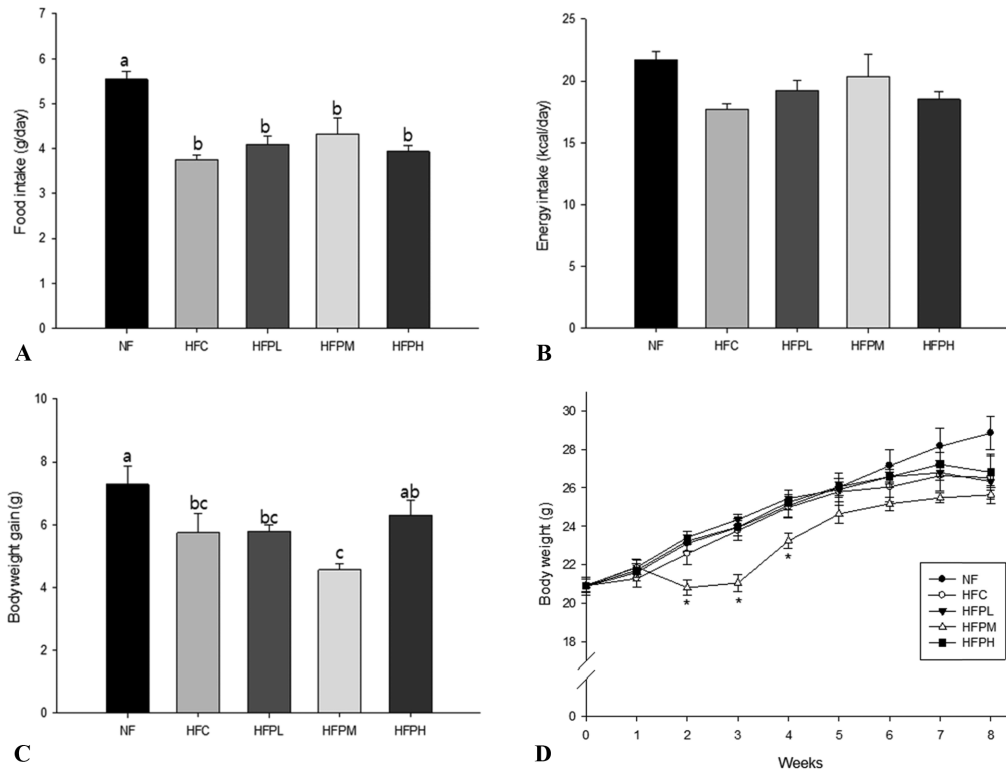 7
6
5
4
3
2
1
0
Food intake (g/day)
a
b
b
b
b
NF
HFC
HFPL
HFPM
HFPH
A
25
20
15
10
5
0
Energy intake (kcal/day)
NF
HFC
HFPL
HFPM
HFPH
B
10
8
6
4
2
0
Body weight gain (g)
a
bc
bc
c
ab
NF
HFC
HFPL
HFPM
HFPH
C
30
28
26
24
22
20
18
0
Body weight (g)
*
*
*
NF
HFC
HFPL
HFPM
HFPH
0 1 2 3 4 5 6 7 8
Weeks
D